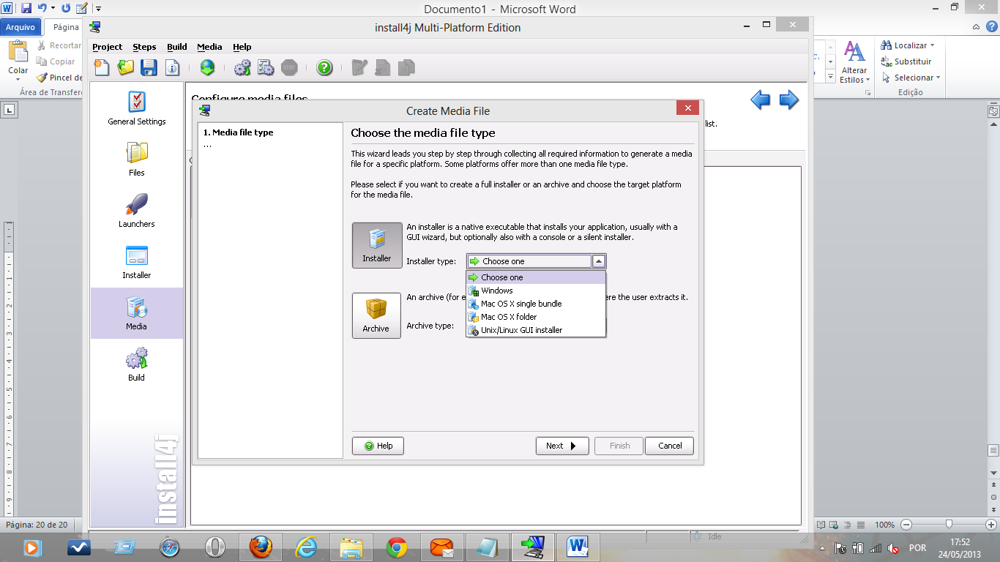 Documento1 - Microsoft Word
Arquivo
Página
Recortar
Copiar
Pincel de
Colar
Área de Transfer
Localizar
Substituir
Selecionar
Alterar
Estilos
Edição
install4j Multi-Platform Edition
Project Steps Build Media Help
STOP
General Settings
Files
Launchers
Installer
Media
Build
install4j
Configure media files
list.
Create Media File
1. Media file type
...
Choose the media file type
This wizard leads you step by step through collecting all required information to generate a media
file for a specific platform. Some platforms offer more than one media file type.
Please select if you want to create a full installer or an archive and choose the target platform
for the media file.
Installer
An installer is a native executable that installs your application, usually with a
GUI wizard, but optionally also with a console or a silent installer.
Installer type:
Choose one
Choose one
Windows
Mac OS X single bundle
Mac OS X folder
Unix/Linux GUI installer
Archive
An archive (for e
ere the user extracts it.
Archive type:
Help
Next
Finish
Cancel
Idle
Página: 20 de 20
100%
POR
17:52
24/05/2013